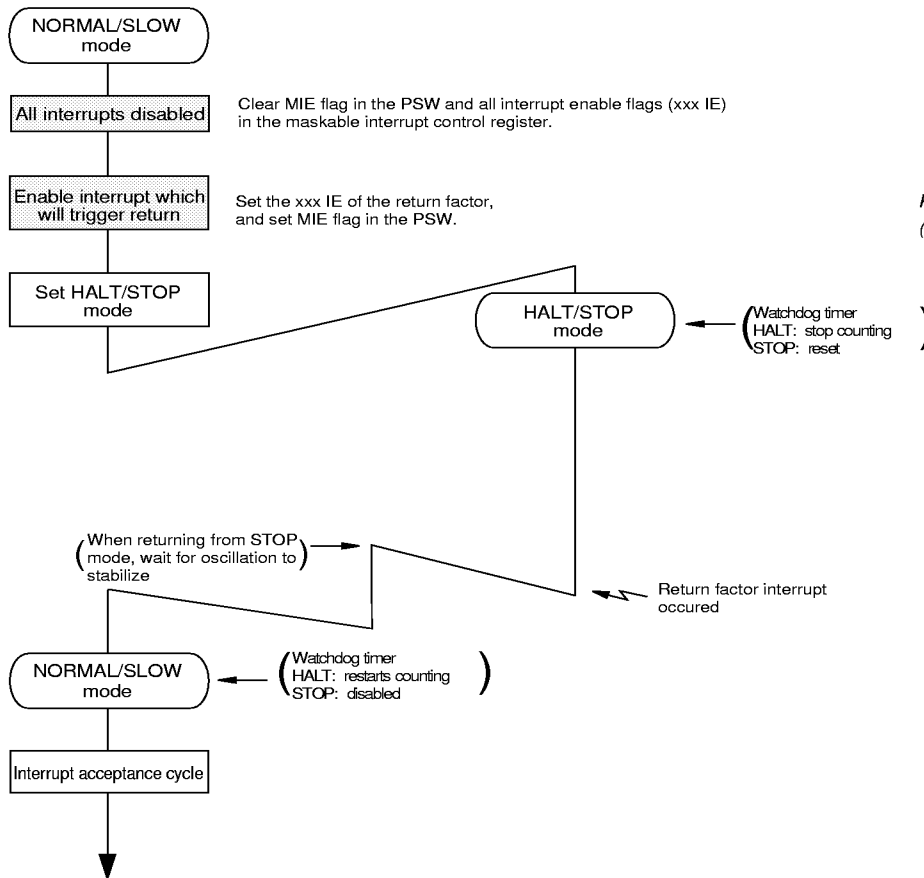 NORMAL/SLOW
mode
All interrupts disabled
Clear MIE flag in the PSW and all interrupt enable flags (xxx IE)
in the maskable interrupt control register.
Enable interrupt which
will trigger return
Set the xxx IE of the return factor,
and set MIE flag in the PSW.
Set HALT/STOP
mode
HALT/STOP
mode
(Watchdog timer
HALT: stop counting
STOP: reset)
(When returning from STOP
mode, wait for oscillation to
stabilize)
Return factor interrupt
occured
NORMAL/SLOW
mode
(Watchdog timer
HALT: restarts counting
STOP: disabled)
Interrupt acceptance cycle